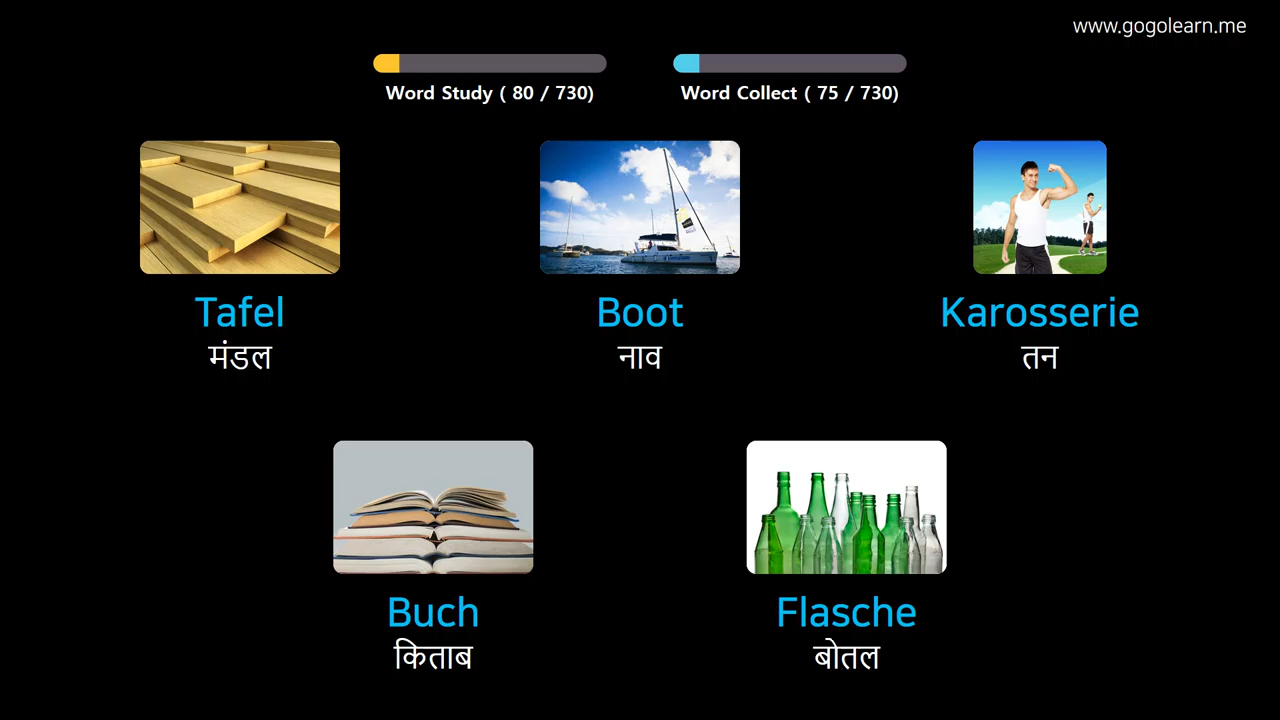 www.gogolearn.me
Word Study ( 80 / 730)
Word Collect ( 75 / 730)
Tafel
मंडल
Boot
नाव
Karosserie
तन
Buch
किताब
Flasche
बोतल